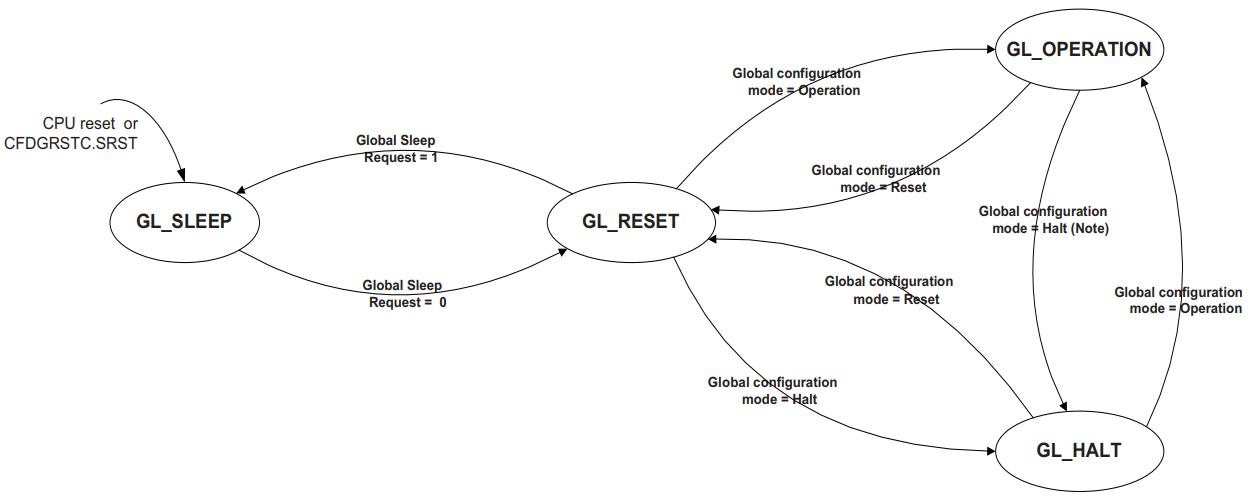 GL_OPERATION
Global configuration
mode = Operation
CPU reset or
CFDGRSTC.SRST
Global Sleep
Request = 1
Global configuration
mode = Reset
GL_SLEEP
GL_RESET
Global configuration
mode = Halt (Note)
Global Sleep
Request = 0
Global configuration
mode = Reset
Global configuration
mode = Operation
Global configuration
mode = Halt
GL_HALT